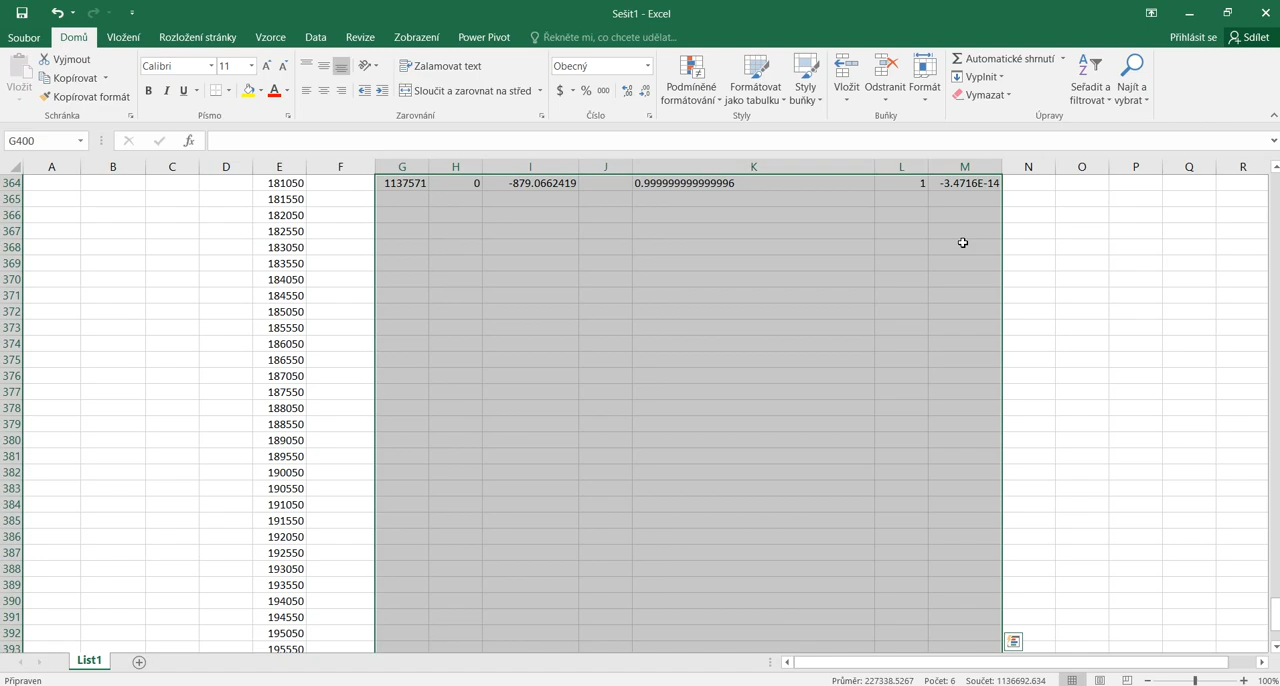 Sešit1 - Excel
Soubor Domů Vložení Rozložení stránky Vzorce Data Revize Zobrazení Power Pivot Řekněte mi, co chcete udělat... Přihlásit se Sdílet
Vložit
Vyjmout
Kopírovat
Kopírovat formát
Schránka
Calibri 11
B I U
Písmo
Zalamovat text
Sloučit a zarovnat na střed
Zarovnání
Obecný
$ % 000
Číslo
Podmíněné formátování
Formátovat jako tabulku
Styly buňky
Styly
Vložit Odstranit Formát
Buňky
Automatické shrnutí
Vyplnit
Vymazat
Seřadit a filtrovat
Najít a vybrat
Úpravy
G400 fx
A B C D E F G H I J K L M N O P Q R
364 181050 1137571 0 -879.0662419 0.999999999999996 1 -3.4716E-14
365 181550
366 182050
367 182550
368 183050
369 183550
370 184050
371 184550
372 185050
373 185550
374 186050
375 186550
376 187050
377 187550
378 188050
379 188550
380 189050
381 189550
382 190050
383 190550
384 191050
385 191550
386 192050
387 192550
388 193050
389 193550
390 194050
391 194550
392 195050
393 195550
List1
Připraven Průměr: 227338.5267 Počet: 6 Součet: 1136692.634 100%